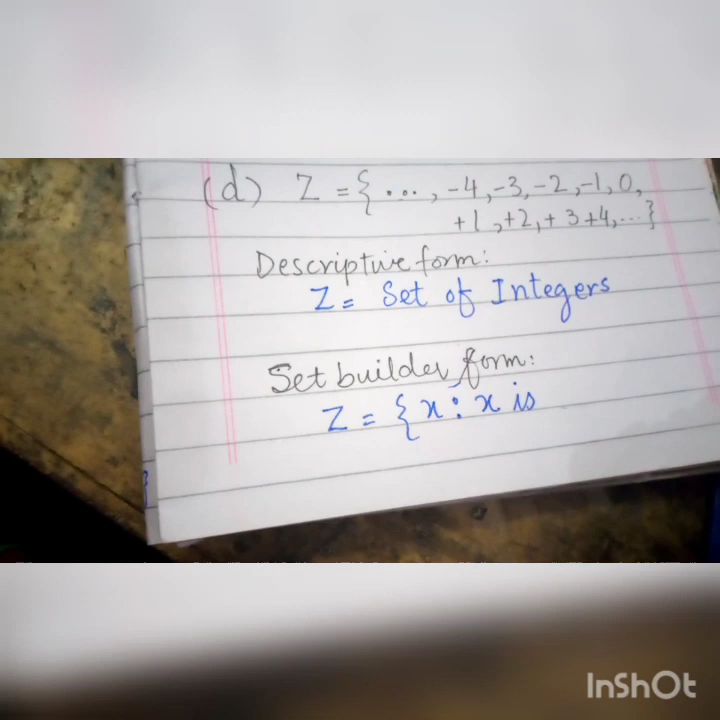 (d) Z = {..., -4, -3, -2, -1, 0,
+1, +2, + 3 +4, ...}
Descriptive form:
Z = Set of Integers
Set builder form:
Z = {x : x is
InShOt